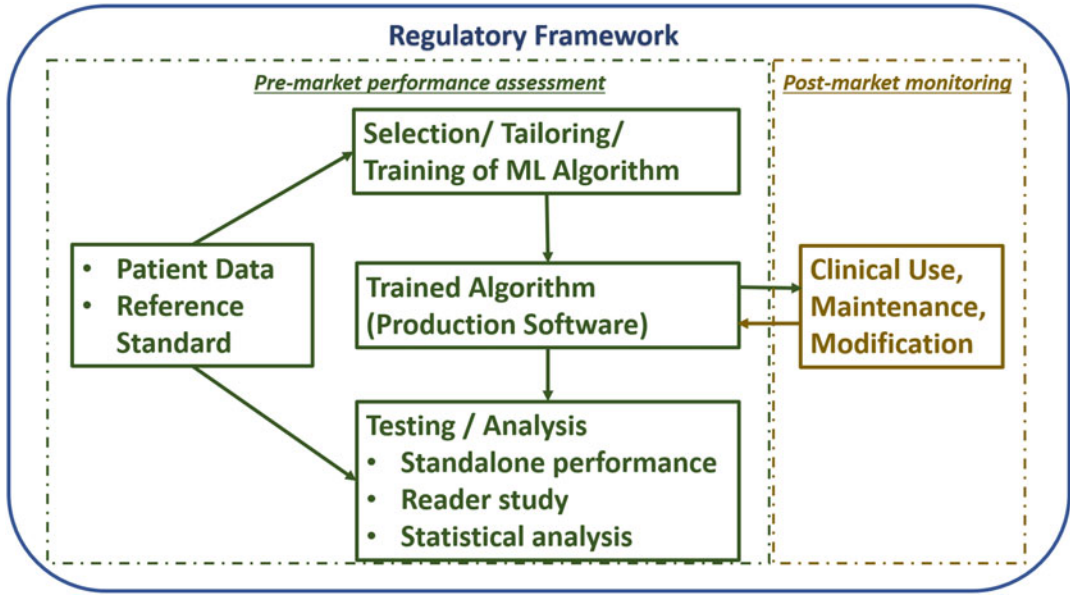 Regulatory Framework
Pre-market performance assessment
Post-market monitoring
Selection/ Tailoring/
Training of ML Algorithm
• Patient Data
• Reference
Standard
Trained Algorithm
(Production Software)
Clinical Use,
Maintenance,
Modification
Testing / Analysis
• Standalone performance
• Reader study
• Statistical analysis